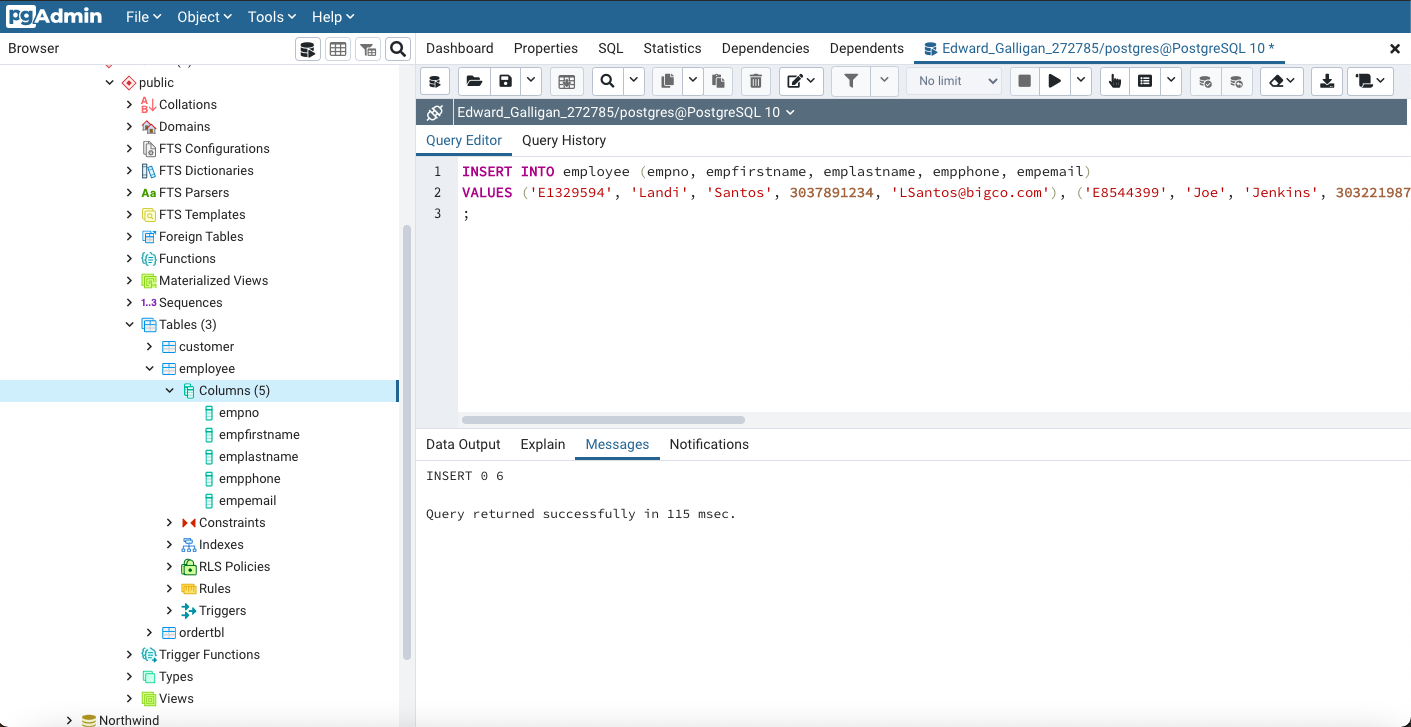 pgAdmin File Object Tools Help
Browser
Dashboard Properties SQL Statistics Dependencies Dependents Edward_Galligan_272785/postgres@PostgreSQL 10 *
No limit
Edward_Galligan_272785/postgres@PostgreSQL 10
Query Editor Query History
1 INSERT INTO employee (empno, empfirstname, emplastname, empphone, empemail)
2 VALUES ('E1329594', 'Landi', 'Santos', 3037891234, 'LSantos@bigco.com'), ('E8544399', 'Joe', 'Jenkins', 303221987
3 ;
Data Output Explain Messages Notifications
INSERT 0 6
Query returned successfully in 115 msec.
public
Collations
Domains
FTS Configurations
FTS Dictionaries
Aa FTS Parsers
FTS Templates
Foreign Tables
Functions
Materialized Views
1..3 Sequences
Tables (3)
customer
employee
Columns (5)
empno
empfirstname
emplastname
empphone
empemail
Constraints
Indexes
RLS Policies
Rules
Triggers
ordertbl
Trigger Functions
Types
Views
Northwind